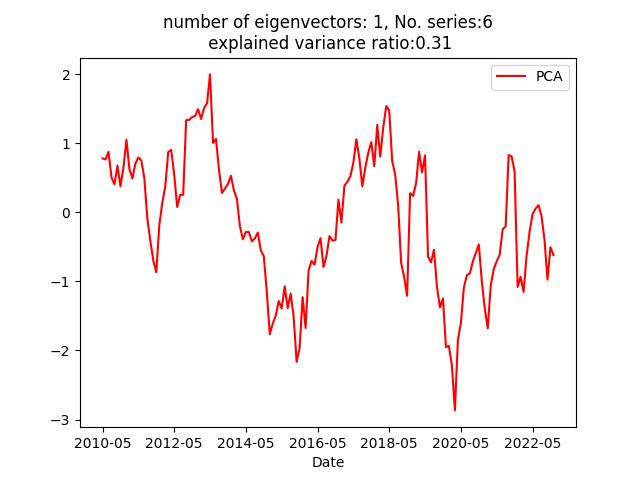 number of eigenvectors: 1, No. series:6
explained variance ratio:0.31
PCA
2
1
0
−1
−2
−3
2010-05 2012-05 2014-05 2016-05 2018-05 2020-05 2022-05
Date